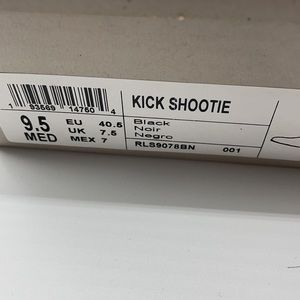 1 93569 14750 4
KICK SHOOTIE
9.5 MED
EU 40.5
UK 7.5
MEX 7
Black
Noir
Negro
RLS9078BN 001